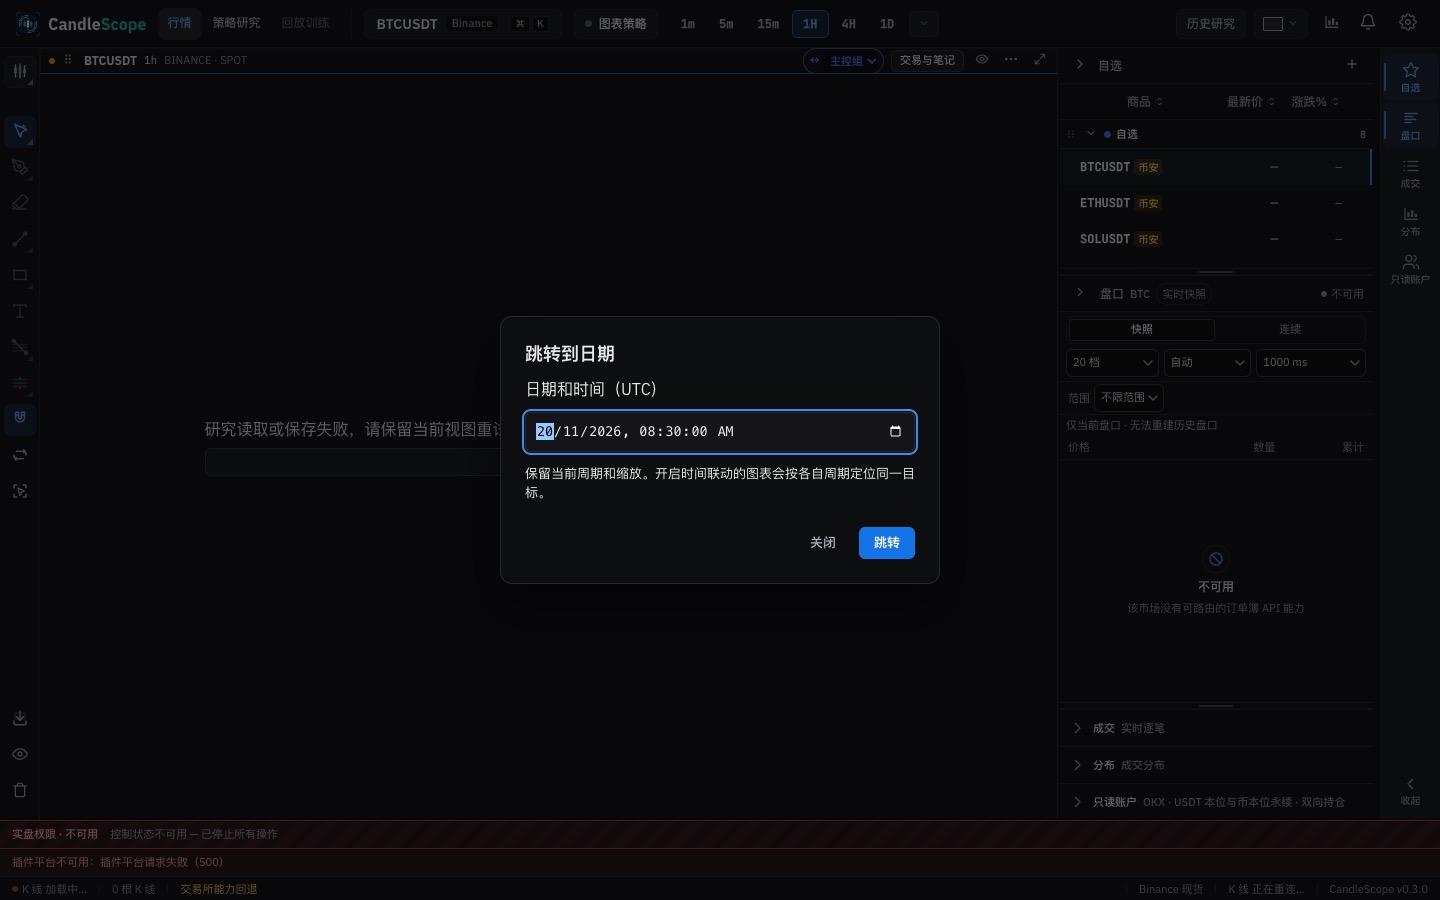 CandleScope 行情 策略研究 回放训练 BTCUSDT Binance ⌘ K 图表策略 1m 5m 15m 1H 4H 1D 历史研究
BTCUSDT 1h BINANCE · SPOT 主控组 交易与笔记
自选
商品 最新价 涨跌%
自选 8
BTCUSDT 币安 — —
ETHUSDT 币安 — —
SOLUSDT 币安 — —
盘口 BTC 实时快照 不可用
快照 连续
20 档 自动 1000 ms
范围 不限范围
仅当前盘口 · 无法重建历史盘口
价格 数量 累计
不可用
该市场没有可路由的订单簿 API 能力
成交 实时逐笔
分布 成交分布
只读账户 OKX · USDT 本位与币本位永续 · 双向持仓
自选
盘口
成交
分布
只读账户
收起
研究读取或保存失败，请保留当前视图重
跳转到日期
日期和时间（UTC）
20/11/2026, 08:30:00 AM
保留当前周期和缩放。开启时间联动的图表会按各自周期定位同一目
标。
关闭 跳转
实盘权限 · 不可用 控制状态不可用 — 已停止所有操作
插件平台不可用：插件平台请求失败（500）
K 线 加载中... 0 根 K 线 交易所能力回退 Binance 现货 K 线 正在重连... CandleScope v0.3.0